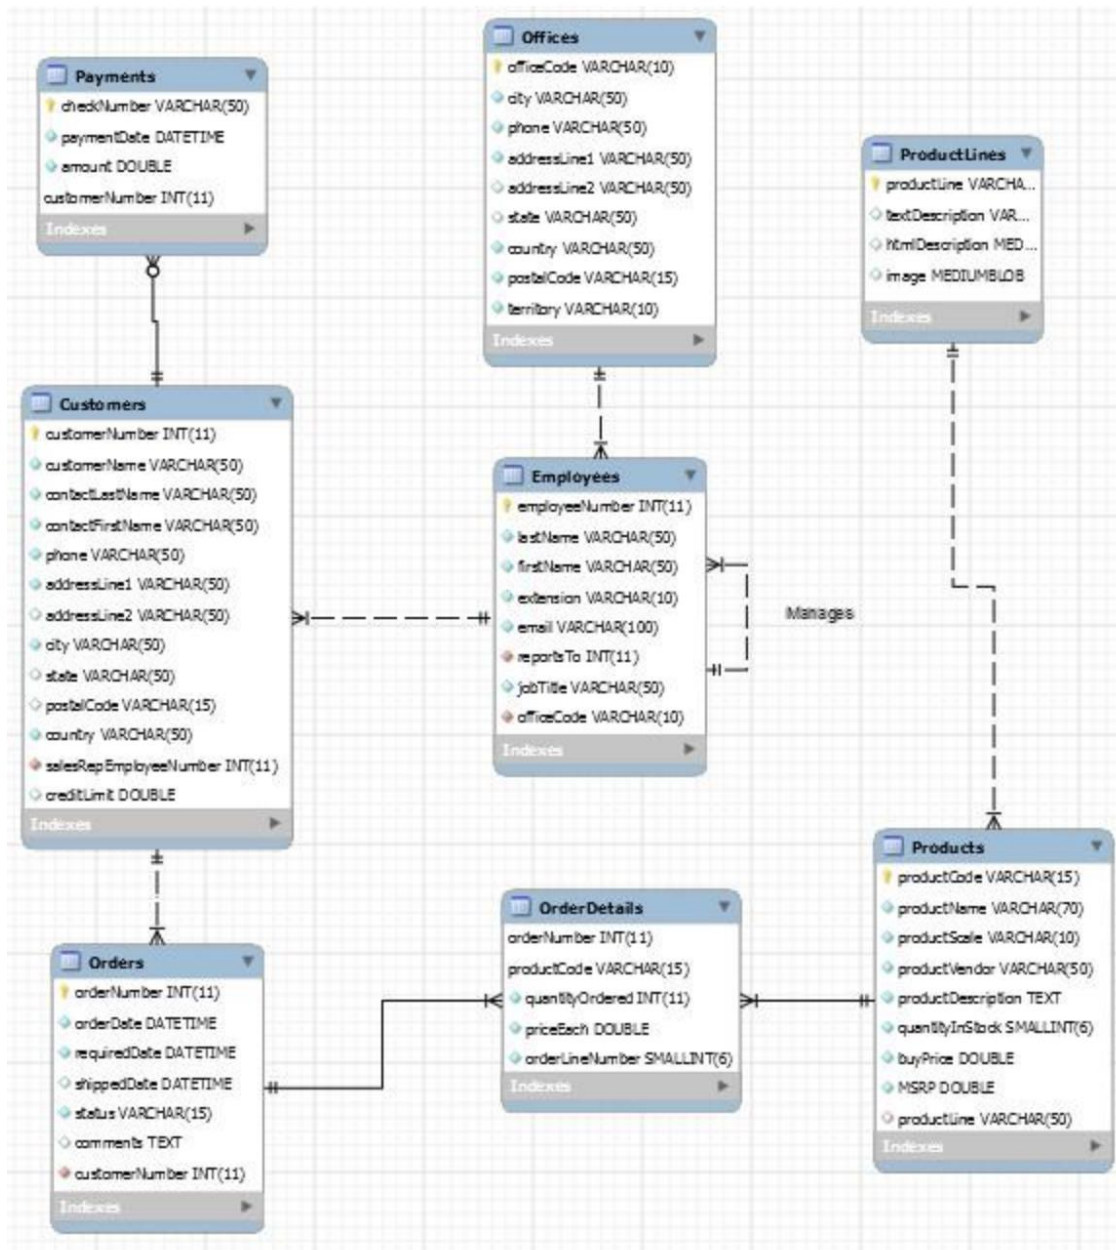 Payments
checkNumber VARCHAR(50)
paymentDate DATETIME
amount DOUBLE
customerNumber INT(11)
Indexes
Offices
officeCode VARCHAR(10)
city VARCHAR(50)
phone VARCHAR(50)
addressLine1 VARCHAR(50)
addressLine2 VARCHAR(50)
state VARCHAR(50)
country VARCHAR(50)
postalCode VARCHAR(15)
territory VARCHAR(10)
Indexes
ProductLines
productLine VARCHA...
textDescription VAR...
htmlDescription MED...
image MEDIUMBLOB
Indexes
Customers
customerNumber INT(11)
customerName VARCHAR(50)
contactLastName VARCHAR(50)
contactFirstName VARCHAR(50)
phone VARCHAR(50)
addressLine1 VARCHAR(50)
addressLine2 VARCHAR(50)
city VARCHAR(50)
state VARCHAR(50)
postalCode VARCHAR(15)
country VARCHAR(50)
salesRepEmployeeNumber INT(11)
creditLimit DOUBLE
Indexes
Employees
employeeNumber INT(11)
lastName VARCHAR(50)
firstName VARCHAR(50)
extension VARCHAR(10)
email VARCHAR(100)
reportsTo INT(11)
jobTitle VARCHAR(50)
officeCode VARCHAR(10)
Indexes
Manages
Orders
orderNumber INT(11)
orderDate DATETIME
requiredDate DATETIME
shippedDate DATETIME
status VARCHAR(15)
comments TEXT
customerNumber INT(11)
Indexes
OrderDetails
orderNumber INT(11)
productCode VARCHAR(15)
quantityOrdered INT(11)
priceEach DOUBLE
orderLineNumber SMALLINT(6)
Indexes
Products
productCode VARCHAR(15)
productName VARCHAR(70)
productScale VARCHAR(10)
productVendor VARCHAR(50)
productDescription TEXT
quantityInStock SMALLINT(6)
buyPrice DOUBLE
MSRP DOUBLE
productLine VARCHAR(50)
Indexes